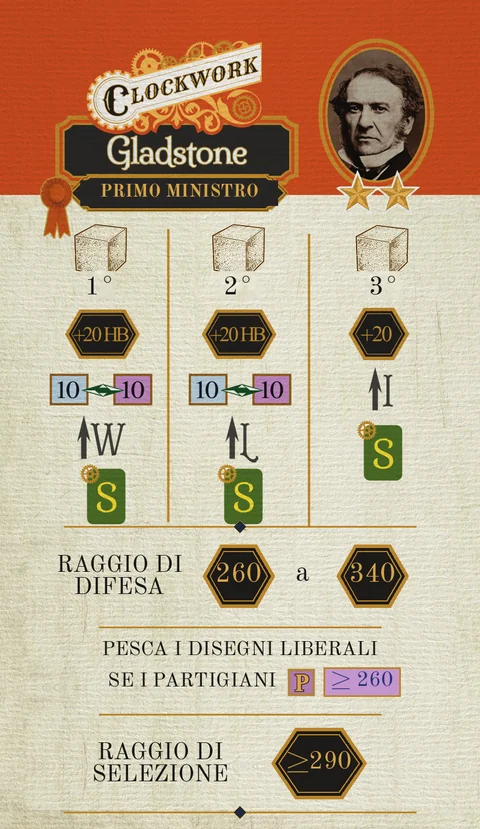 CLOCKWORK
Gladstone
PRIMO MINISTRO
1° 2° 3°
+20 HB +20 HB +20
10 10 10 10 I
W L S
S S
RAGGIO DI
DIFESA
260 a 340
PESCA I DISEGNI LIBERALI
SE I PARTIGIANI P ≥ 260
RAGGIO DI
SELEZIONE
≥290